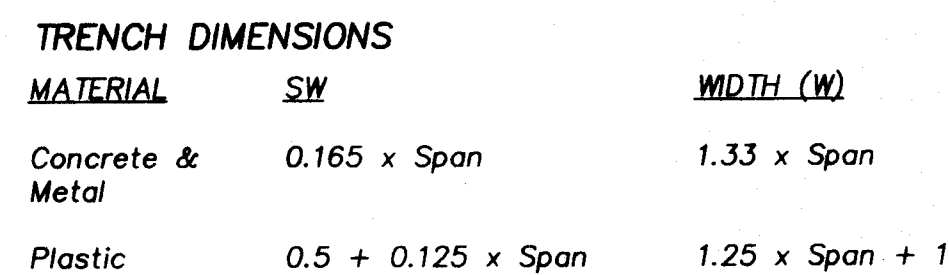 TRENCH DIMENSIONS
MATERIAL SW WIDTH (W)
Concrete & 0.165 x Span 1.33 x Span
Metal
Plastic 0.5 + 0.125 x Span 1.25 x Span + 1